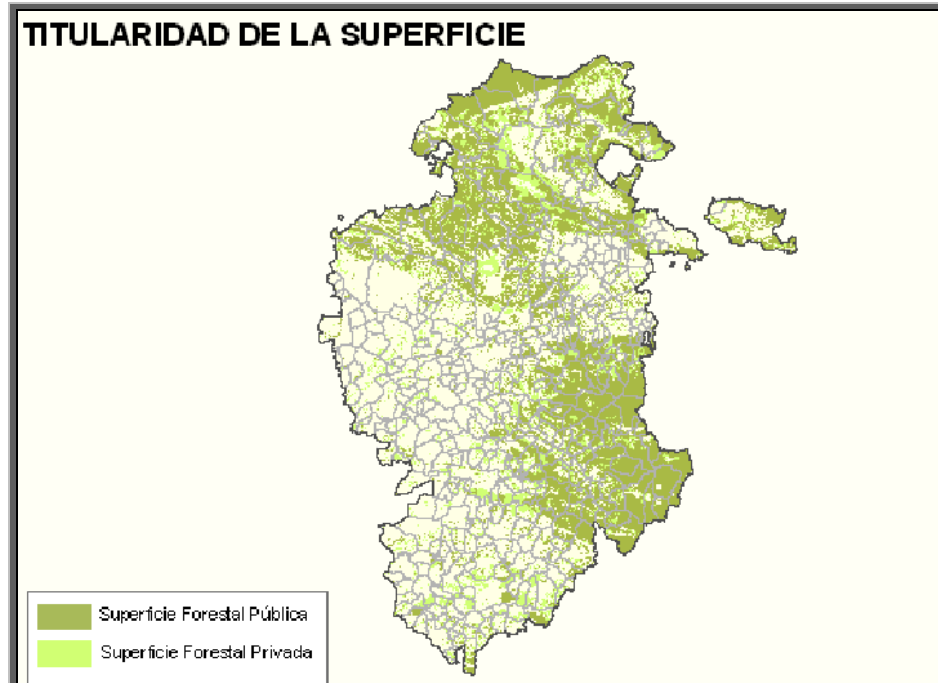 TITULARIDAD DE LA SUPERFICIE
Superficie Forestal Pública
Superficie Forestal Privada